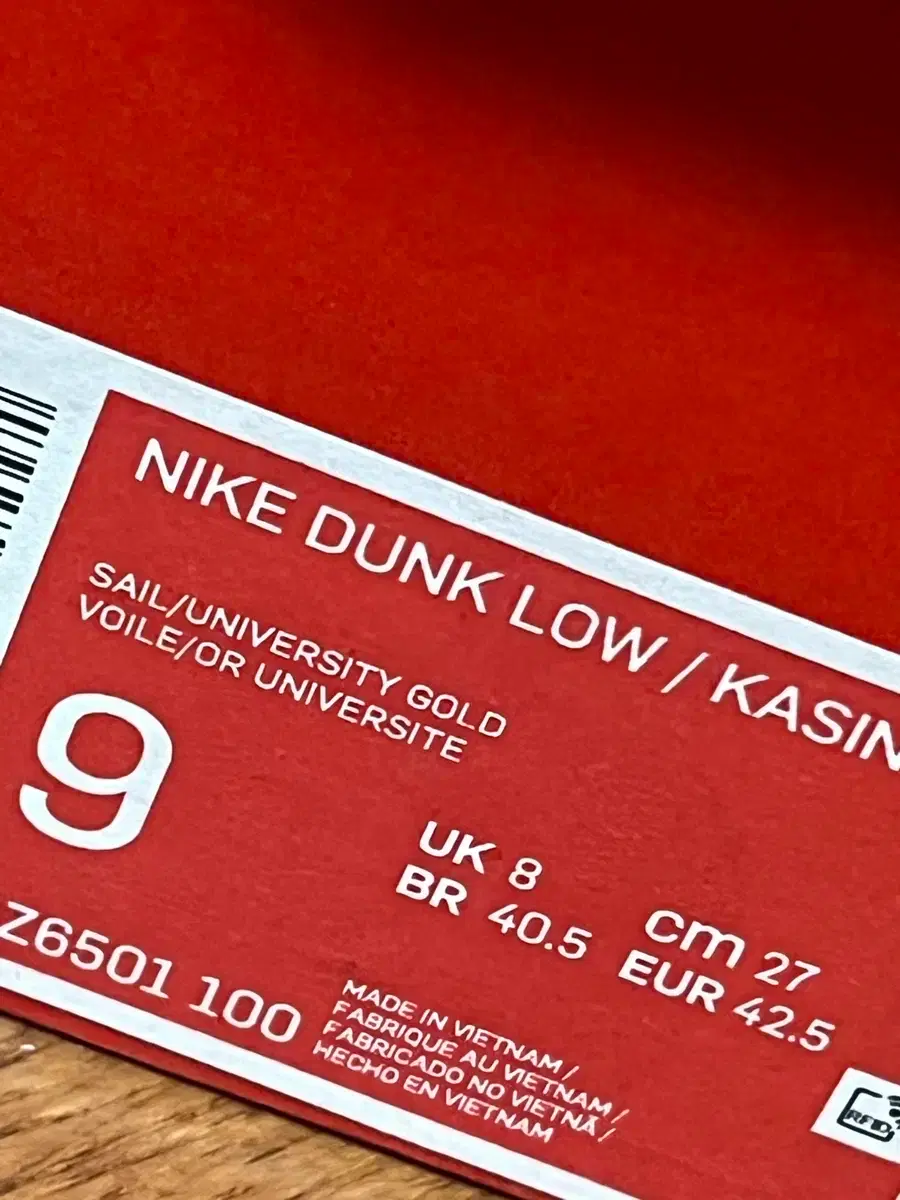 NIKE DUNK LOW / KASIN
SAIL/UNIVERSITY GOLD
VOILE/OR UNIVERSITE
9
UK 8
BR 40.5
cm 27
EUR 42.5
Z6501 100
MADE IN VIETNAM /
FABRIQUE AU VIETNAM /
FABRICADO NO VIETNÃ /
HECHO EN VIETNAM
RFID